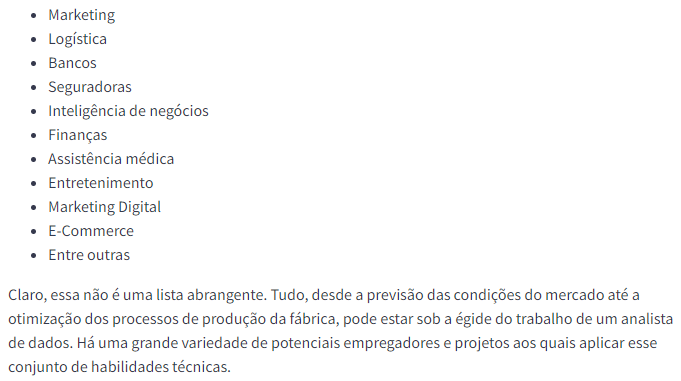 Marketing
Logística
Bancos
Seguradoras
Inteligência de negócios
Finanças
Assistência médica
Entretenimento
Marketing Digital
E-Commerce
Entre outras
Claro, essa não é uma lista abrangente. Tudo, desde a previsão das condições do mercado até a
otimização dos processos de produção da fábrica, pode estar sob a égide do trabalho de um analista
de dados. Há uma grande variedade de potenciais empregadores e projetos aos quais aplicar esse
conjunto de habilidades técnicas.